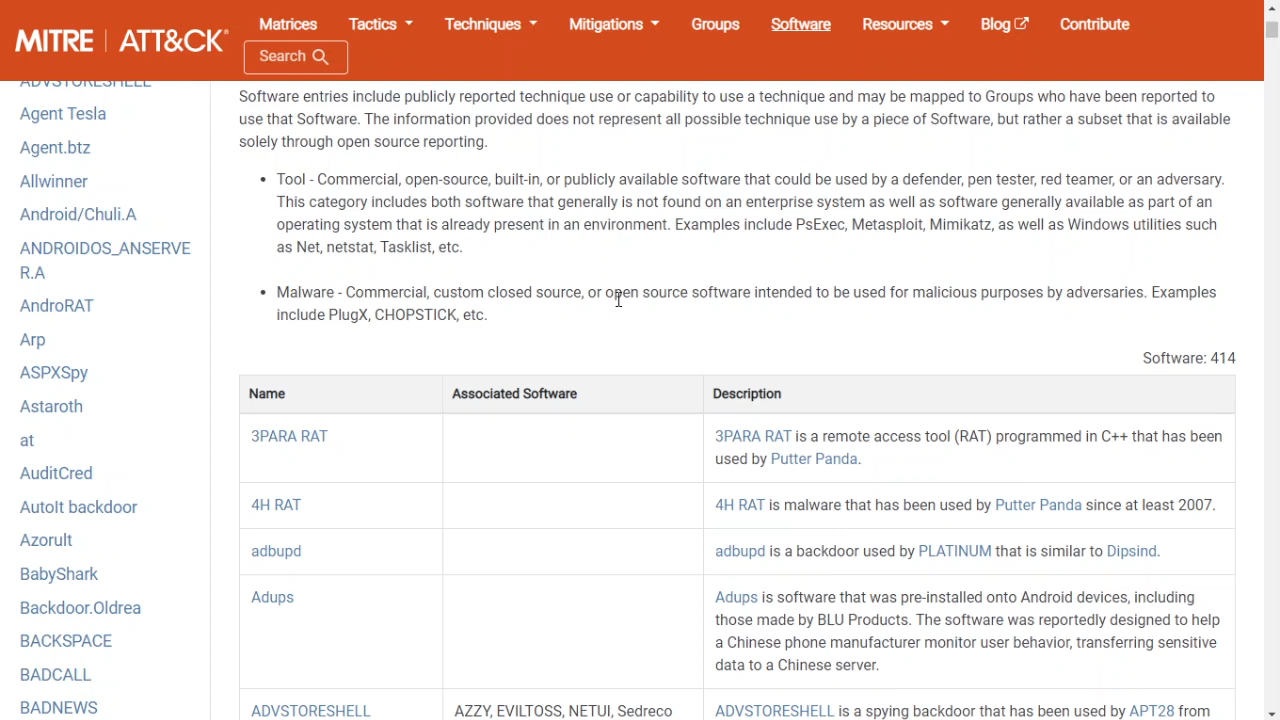 MITRE | ATT&CK®
Matrices
Tactics
Techniques
Mitigations
Groups
Software
Resources
Blog
Contribute
Search
ADVSTORESHELL
Agent Tesla
Agent.btz
Allwinner
Android/Chuli.A
ANDROIDOS_ANSERVE
R.A
AndroRAT
Arp
ASPXSpy
Astaroth
at
AuditCred
AutoIt backdoor
Azorult
BabyShark
Backdoor.Oldrea
BACKSPACE
BADCALL
BADNEWS
Software entries include publicly reported technique use or capability to use a technique and may be mapped to Groups who have been reported to
use that Software. The information provided does not represent all possible technique use by a piece of Software, but rather a subset that is available
solely through open source reporting.
• Tool - Commercial, open-source, built-in, or publicly available software that could be used by a defender, pen tester, red teamer, or an adversary.
This category includes both software that generally is not found on an enterprise system as well as software generally available as part of an
operating system that is already present in an environment. Examples include PsExec, Metasploit, Mimikatz, as well as Windows utilities such
as Net, netstat, Tasklist, etc.
• Malware - Commercial, custom closed source, or open source software intended to be used for malicious purposes by adversaries. Examples
include PlugX, CHOPSTICK, etc.
Software: 414
Name Associated Software Description
3PARA RAT
3PARA RAT is a remote access tool (RAT) programmed in C++ that has been
used by Putter Panda.
4H RAT
4H RAT is malware that has been used by Putter Panda since at least 2007.
adbupd
adbupd is a backdoor used by PLATINUM that is similar to Dipsind.
Adups
Adups is software that was pre-installed onto Android devices, including
those made by BLU Products. The software was reportedly designed to help
a Chinese phone manufacturer monitor user behavior, transferring sensitive
data to a Chinese server.
ADVSTORESHELL
AZZY, EVILTOSS, NETUI, Sedreco
ADVSTORESHELL is a spying backdoor that has been used by APT28 from